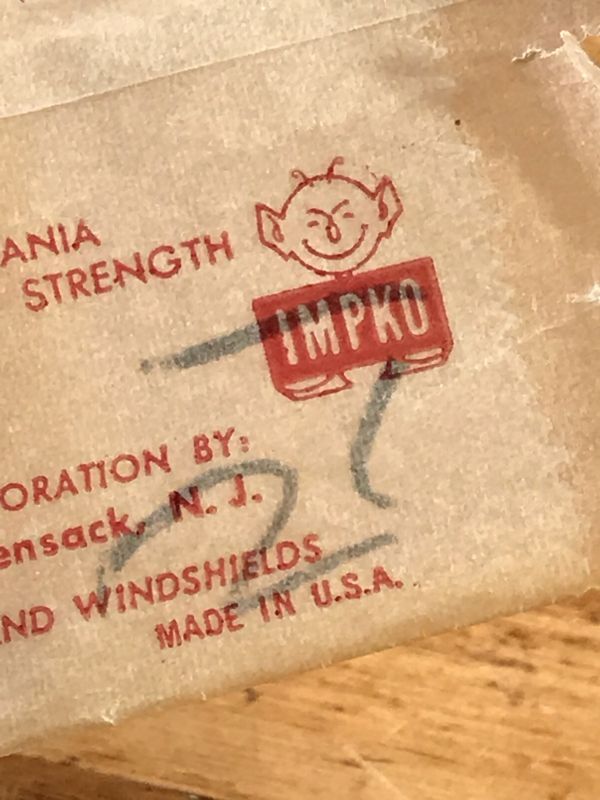 ANIA
STRENGTH
IMPKO
ORATION BY:
ensack, N. J.
ND WINDSHIELDS
MADE IN U.S.A.